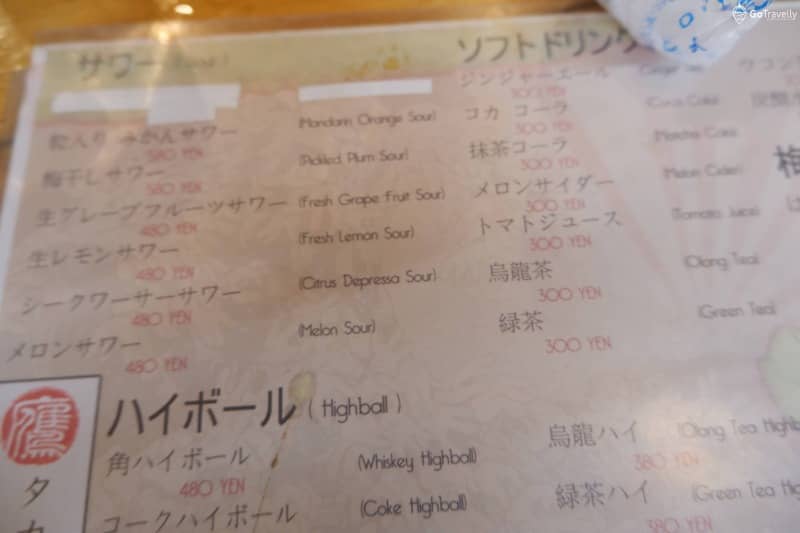 GoTravelly
サワー
粒入りみかんサワー (Mandarin Orange Sour)
580 YEN
梅干しサワー (Pickled Plum Sour)
580 YEN
生グレープフルーツサワー (Fresh Grape Fruit Sour)
480 YEN
生レモンサワー (Fresh Lemon Sour)
480 YEN
シークワーサーサワー (Citrus Depressa Sour)
480 YEN
メロンサワー (Melon Sour)
480 YEN
ソフトドリンク
ジンジャーエール
300 YEN
コカ コーラ (Coca Cola)
300 YEN
抹茶コーラ (Matcha Cola)
300 YEN
メロンサイダー (Melon Cider)
300 YEN
トマトジュース (Tomato Juice)
300 YEN
烏龍茶 (Olong Tea)
300 YEN
緑茶 (Green Tea)
300 YEN
梅
鷹
タカ
ハイボール (Highball)
角ハイボール (Whiskey Highball)
480 YEN
コークハイボール (Coke Highball)
烏龍ハイ (Olong Tea Highb
380 YEN
緑茶ハイ (Green Tea Hig
380 YEN